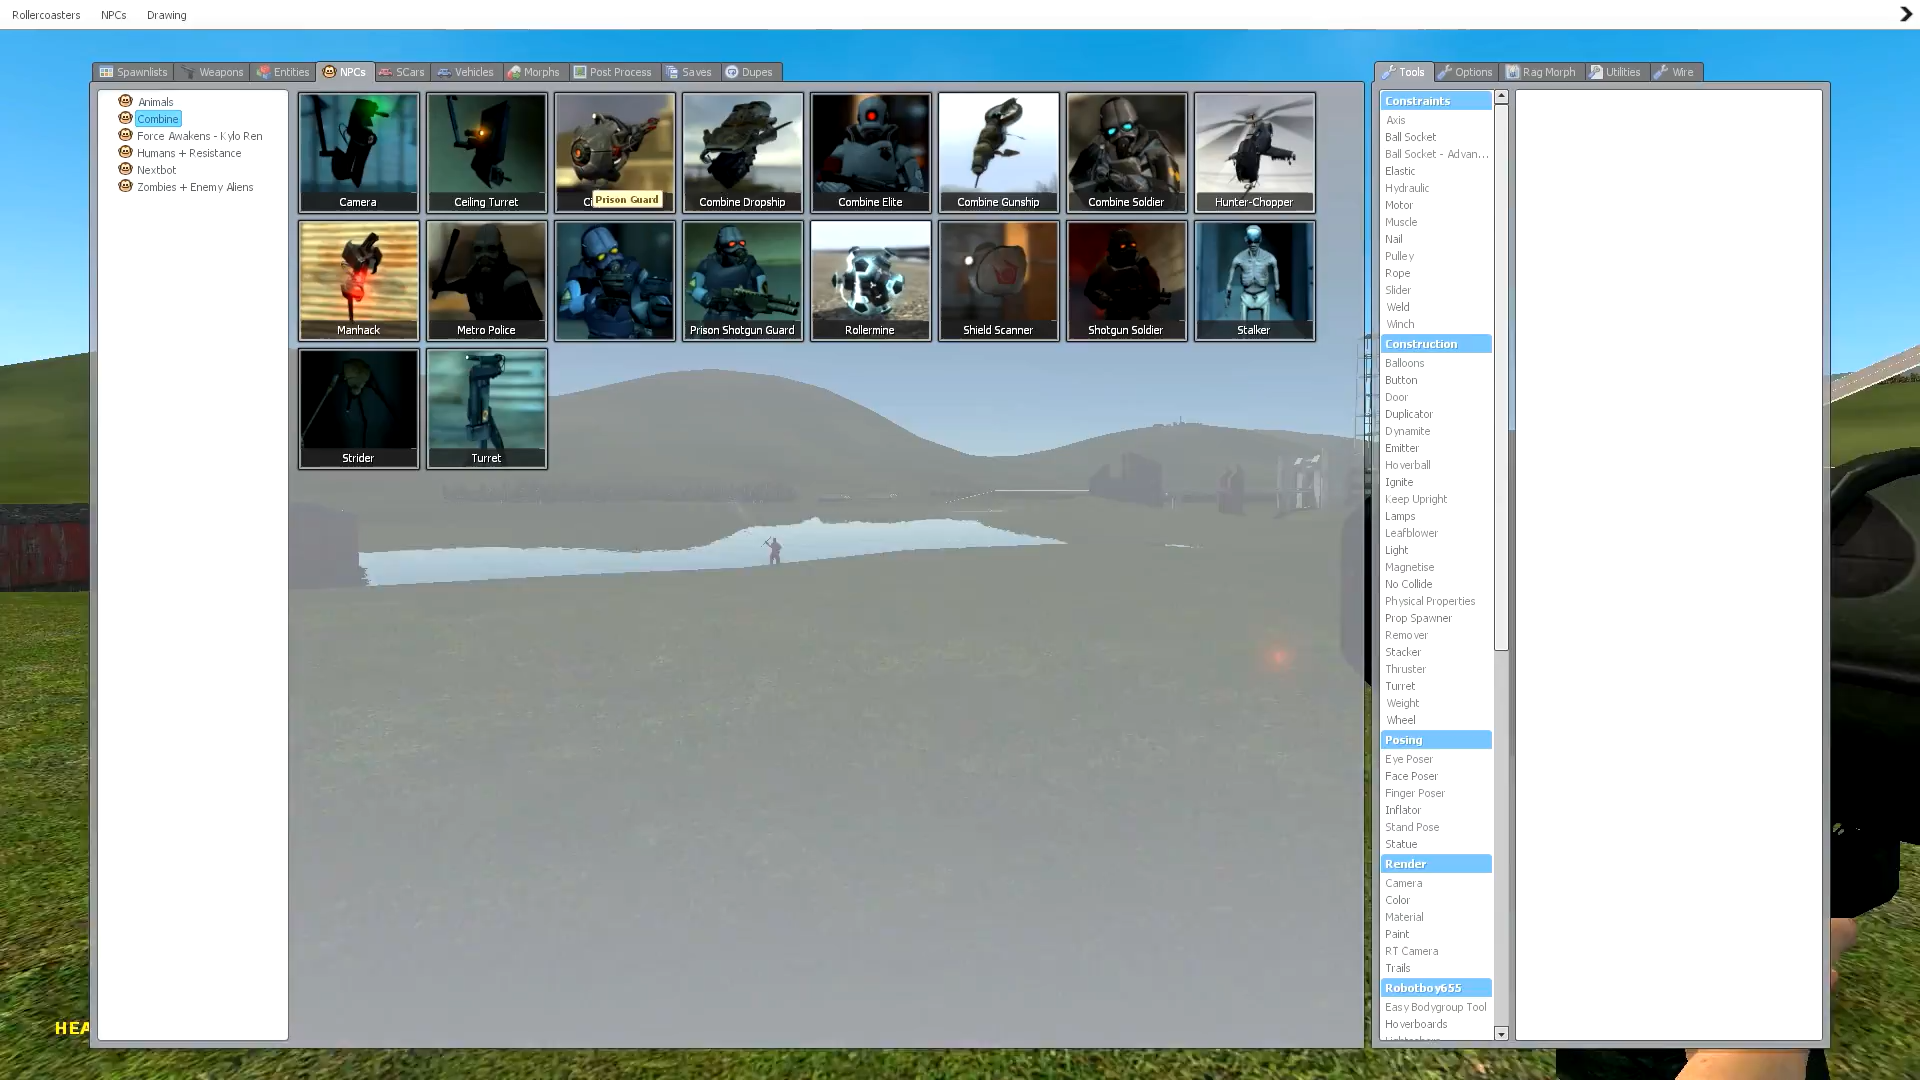 Rollercoasters NPCs Drawing
Spawnlists Weapons Entities NPCs SCars Vehicles Morphs Post Process Saves Dupes
Animals
Combine
Force Awakens - Kylo Ren
Humans + Resistance
Nextbot
Zombies + Enemy Aliens
Camera Ceiling Turret Ci Prison Guard Combine Dropship Combine Elite Combine Gunship Combine Soldier Hunter-Chopper
Manhack Metro Police Prison Shotgun Guard Rollermine Shield Scanner Shotgun Soldier Stalker
Strider Turret
HEA
Tools Options Rag Morph Utilities Wire
Constraints
Axis
Ball Socket
Ball Socket - Advan...
Elastic
Hydraulic
Motor
Muscle
Nail
Pulley
Rope
Slider
Weld
Winch
Construction
Balloons
Button
Door
Duplicator
Dynamite
Emitter
Hoverball
Ignite
Keep Upright
Lamps
Leafblower
Light
Magnetise
No Collide
Physical Properties
Prop Spawner
Remover
Stacker
Thruster
Turret
Weight
Wheel
Posing
Eye Poser
Face Poser
Finger Poser
Inflator
Stand Pose
Statue
Render
Camera
Color
Material
Paint
RT Camera
Trails
Robotboy655
Easy Bodygroup Tool
Hoverboards